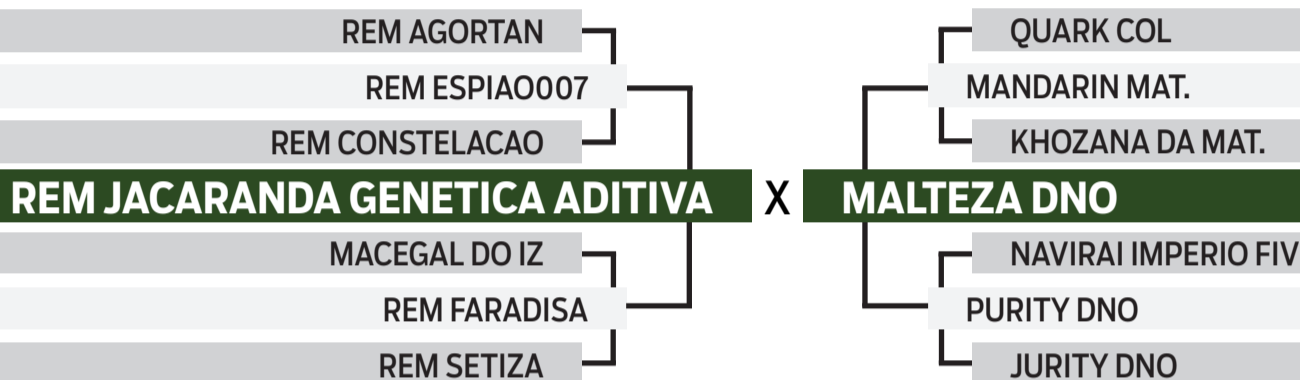 REM AGORTAN
REM ESPIAO007
REM CONSTELACAO
REM JACARANDA GENETICA ADITIVA
MACEGAL DO IZ
REM FARADISA
REM SETIZA
X
QUARK COL
MANDARIN MAT.
KHOZANA DA MAT.
MALTEZA DNO
NAVIRAI IMPERIO FIV
PURITY DNO
JURITY DNO